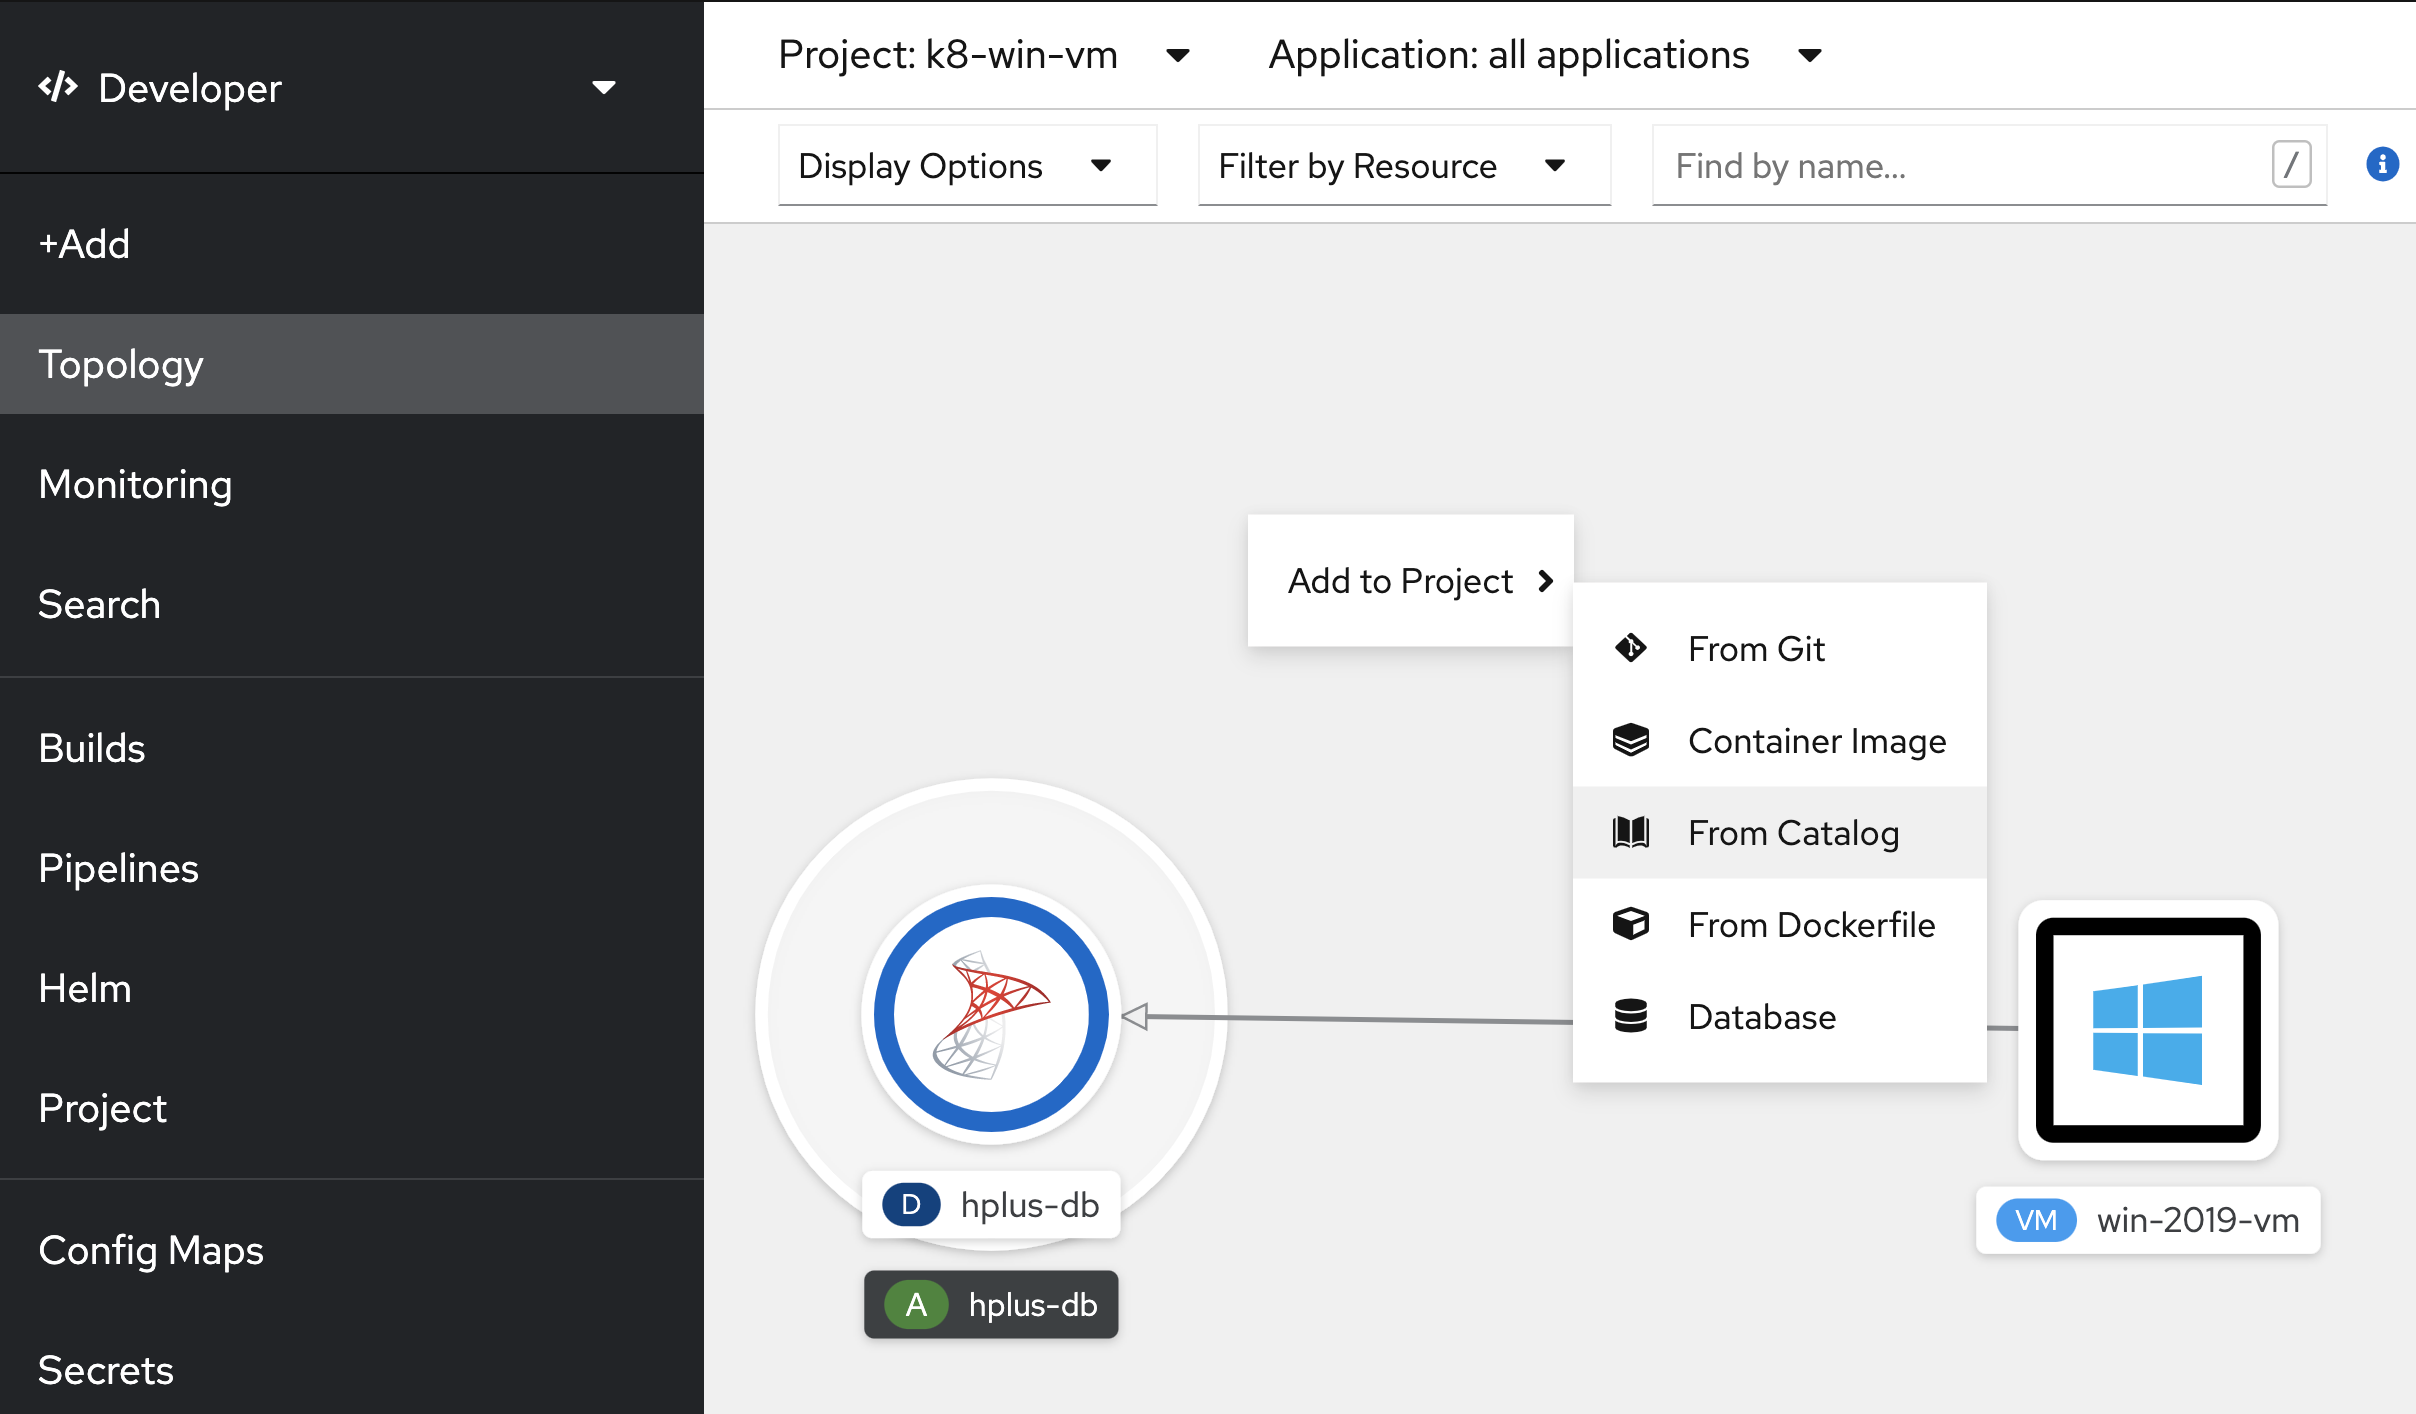 </> Developer
+Add
Topology
Monitoring
Search
Builds
Pipelines
Helm
Project
Config Maps
Secrets
Project: k8-win-vm
Application: all applications
Display Options
Filter by Resource
Find by name...
/
i
Add to Project
From Git
Container Image
From Catalog
From Dockerfile
Database
D hplus-db
A hplus-db
VM win-2019-vm